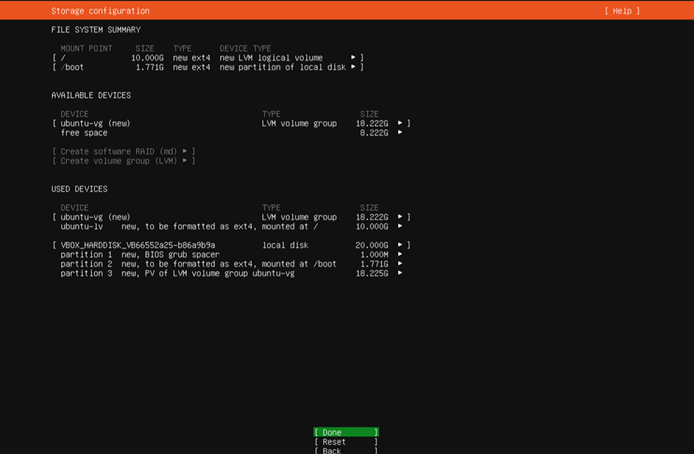 Storage configuration [ Help ]
FILE SYSTEM SUMMARY
MOUNT POINT SIZE TYPE DEVICE TYPE
[ / 10.000G new ext4 new LVM logical volume ▸ ]
[ /boot 1.771G new ext4 new partition of local disk ▸ ]
AVAILABLE DEVICES
DEVICE TYPE SIZE
[ ubuntu-vg (new) LVM volume group 18.222G ▸ ]
free space 8.222G ▸
[ Create software RAID (md) ▸ ]
[ Create volume group (LVM) ▸ ]
USED DEVICES
DEVICE TYPE SIZE
[ ubuntu-vg (new) LVM volume group 18.222G ▸ ]
ubuntu-lv new, to be formatted as ext4, mounted at / 10.000G ▸
[ VBOX_HARDDISK_VB66552a25-b86a9b9a local disk 20.000G ▸ ]
partition 1 new, BIOS grub spacer 1.000M ▸
partition 2 new, to be formatted as ext4, mounted at /boot 1.771G ▸
partition 3 new, PV of LVM volume group ubuntu-vg 18.225G ▸
[ Done ]
[ Reset ]
[ Back ]